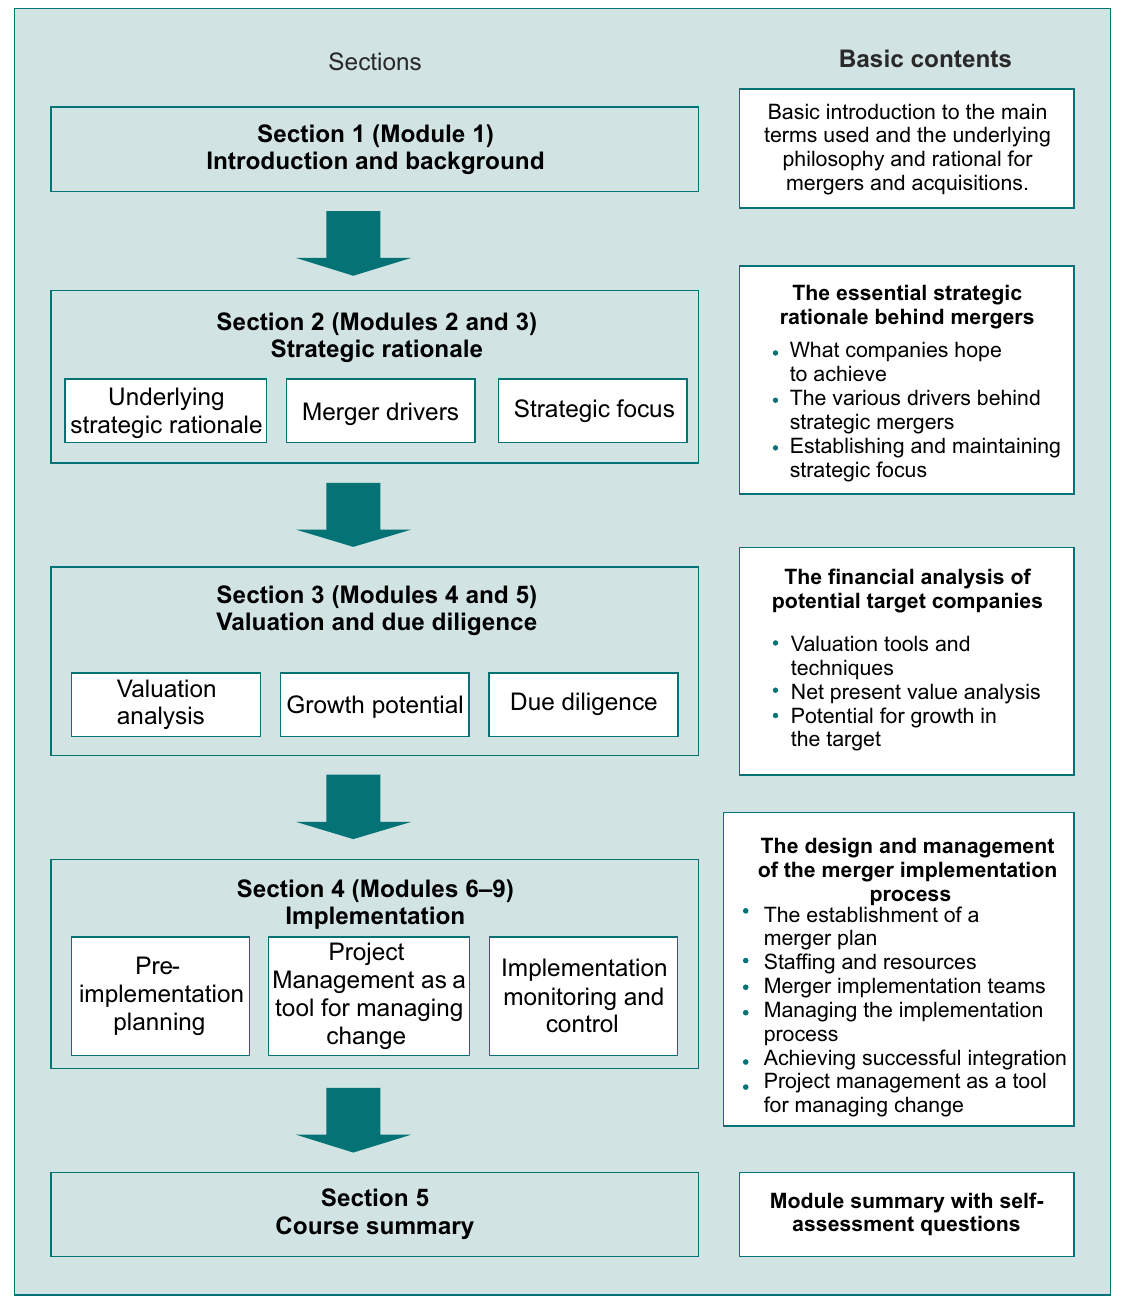 Sections
Basic contents
Section 1 (Module 1)
Introduction and background
Basic introduction to the main
terms used and the underlying
philosophy and rational for
mergers and acquisitions.
Section 2 (Modules 2 and 3)
Strategic rationale
Underlying
strategic rationale
Merger drivers
Strategic focus
The essential strategic
rationale behind mergers
• What companies hope
to achieve
• The various drivers behind
strategic mergers
• Establishing and maintaining
strategic focus
Section 3 (Modules 4 and 5)
Valuation and due diligence
Valuation
analysis
Growth potential
Due diligence
The financial analysis of
potential target companies
• Valuation tools and
techniques
• Net present value analysis
• Potential for growth in
the target
Section 4 (Modules 6–9)
Implementation
Pre-
implementation
planning
Project
Management as a
tool for managing
change
Implementation
monitoring and
control
The design and management
of the merger implementation
process
• The establishment of a
merger plan
• Staffing and resources
• Merger implementation teams
• Managing the implementation
process
• Achieving successful integration
• Project management as a tool
for managing change
Section 5
Course summary
Module summary with self-
assessment questions